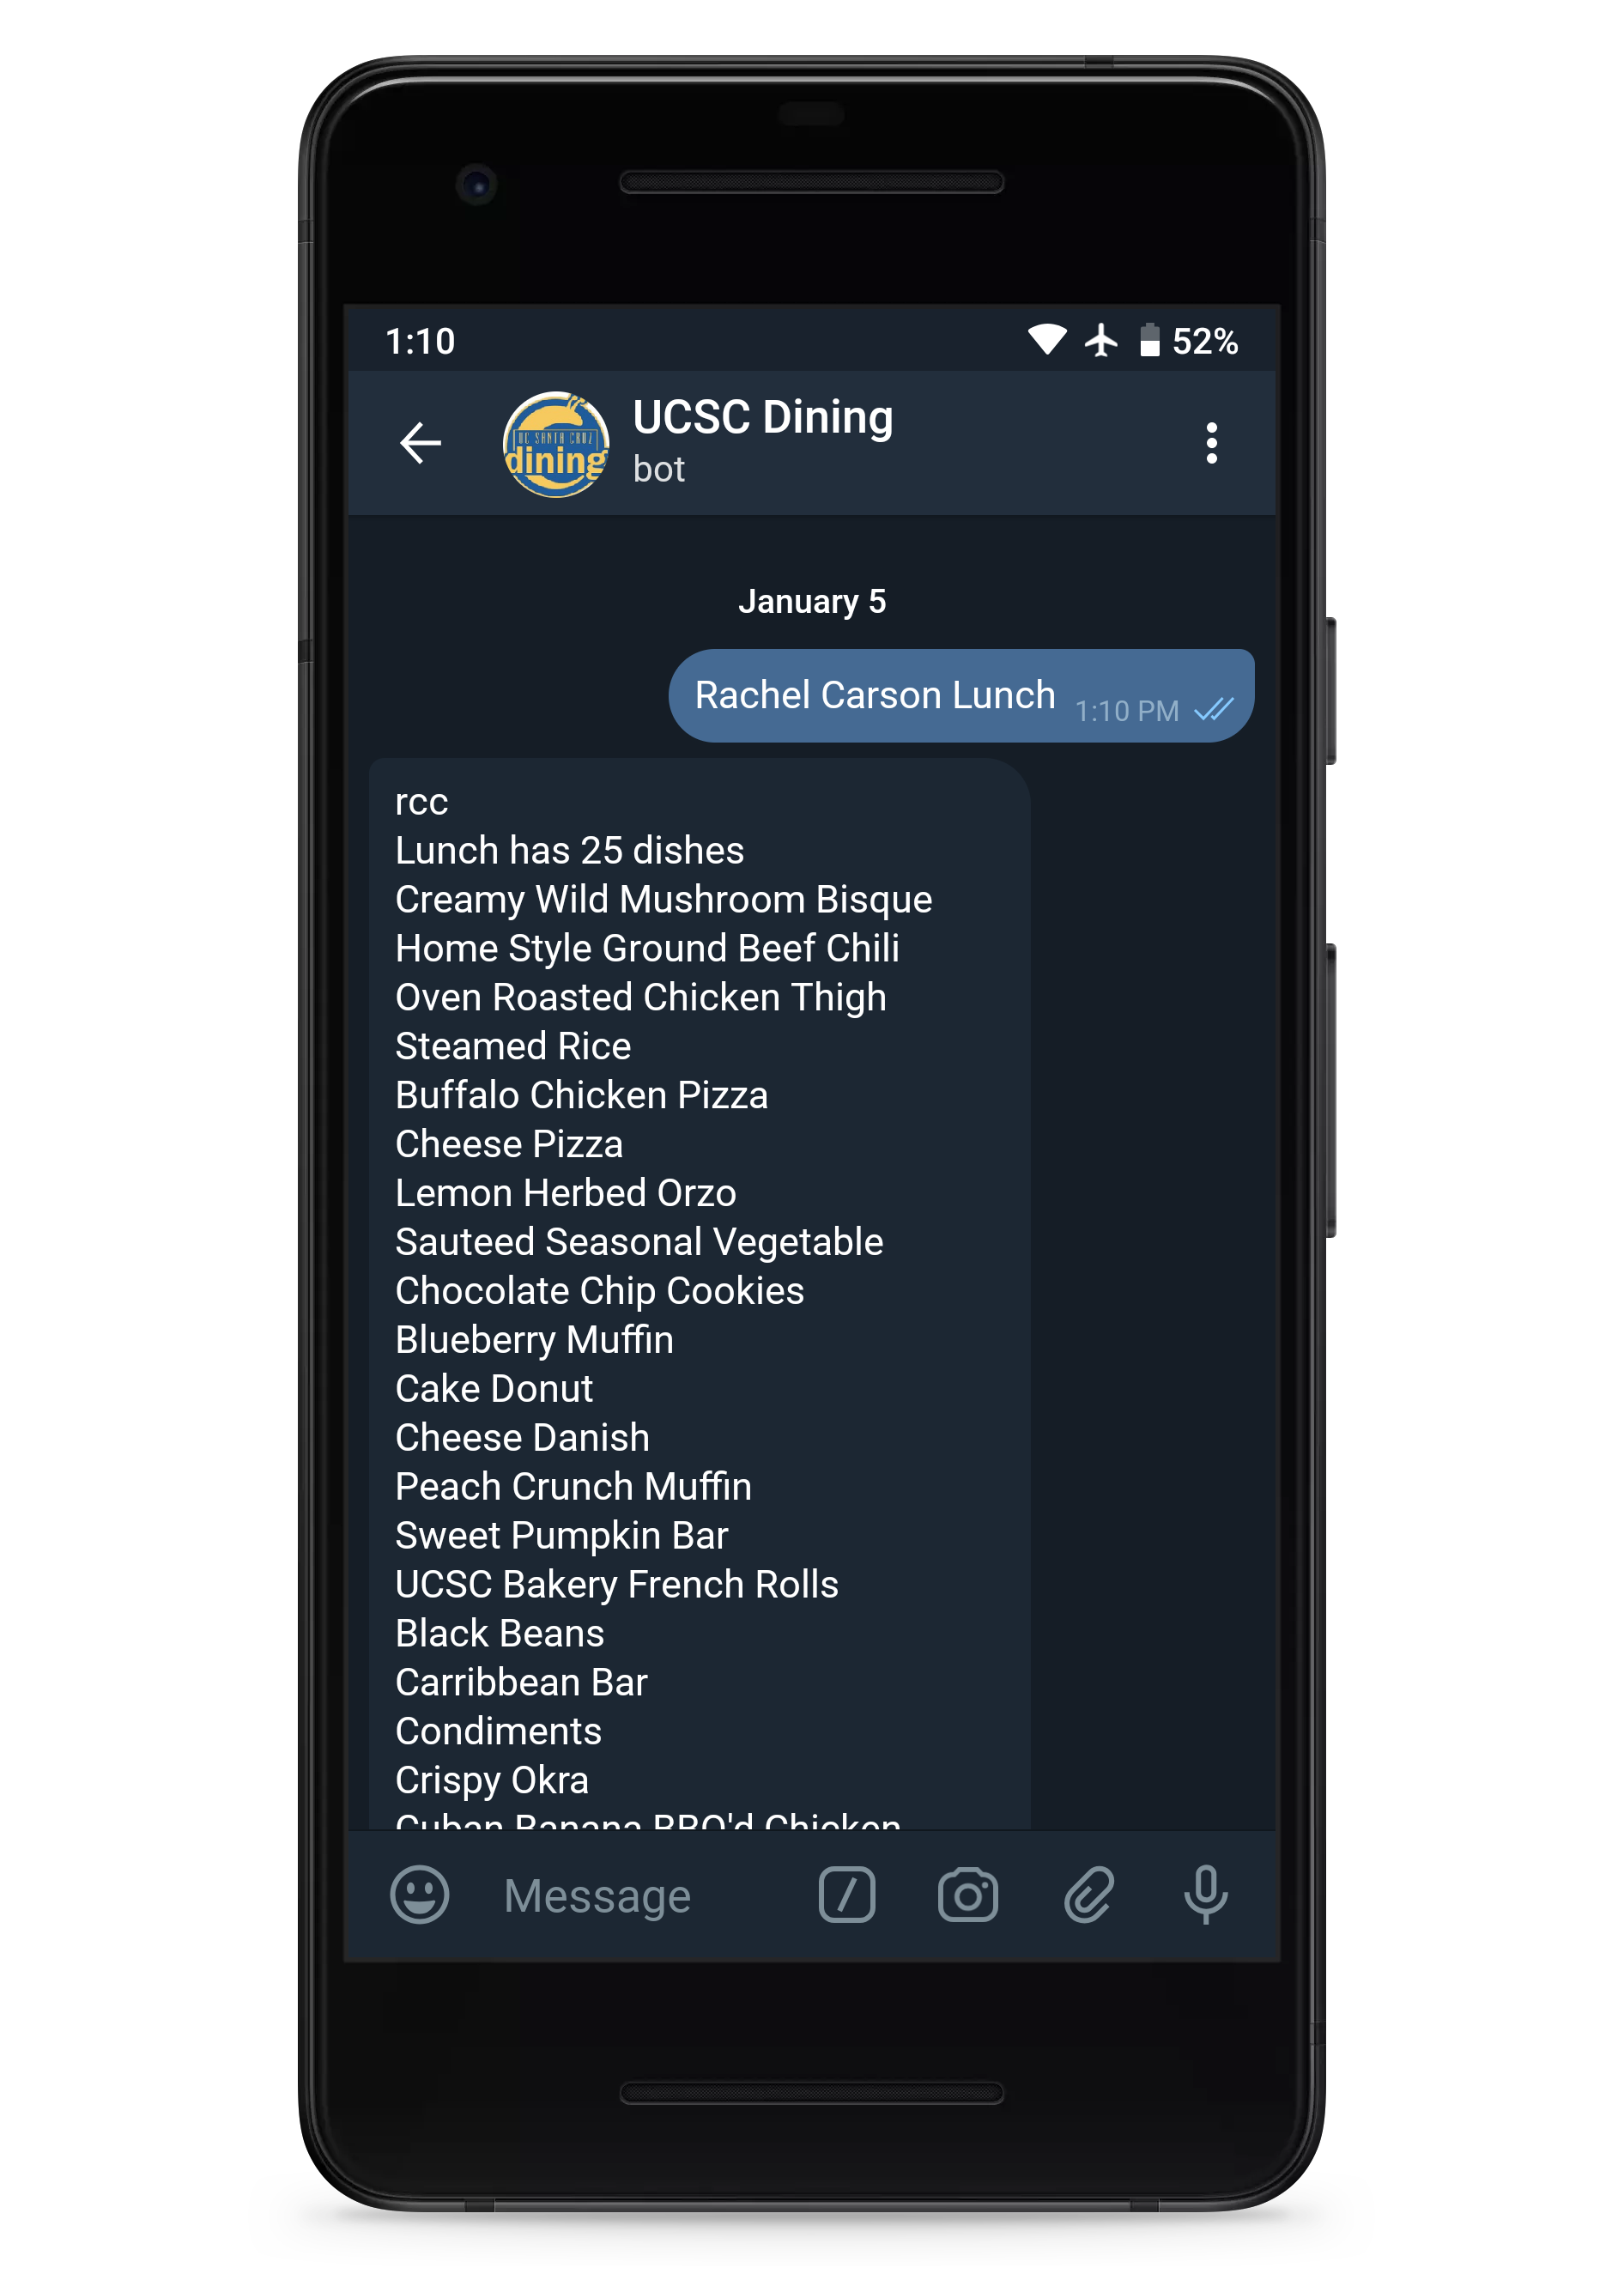 1:10
52%
UC SANTA CRUZ
dining
UCSC Dining
bot
January 5
Rachel Carson Lunch
1:10 PM
rcc
Lunch has 25 dishes
Creamy Wild Mushroom Bisque
Home Style Ground Beef Chili
Oven Roasted Chicken Thigh
Steamed Rice
Buffalo Chicken Pizza
Cheese Pizza
Lemon Herbed Orzo
Sauteed Seasonal Vegetable
Chocolate Chip Cookies
Blueberry Muffin
Cake Donut
Cheese Danish
Peach Crunch Muffin
Sweet Pumpkin Bar
UCSC Bakery French Rolls
Black Beans
Carribbean Bar
Condiments
Crispy Okra
Cuban Banana BBQ'd Chicken
Message